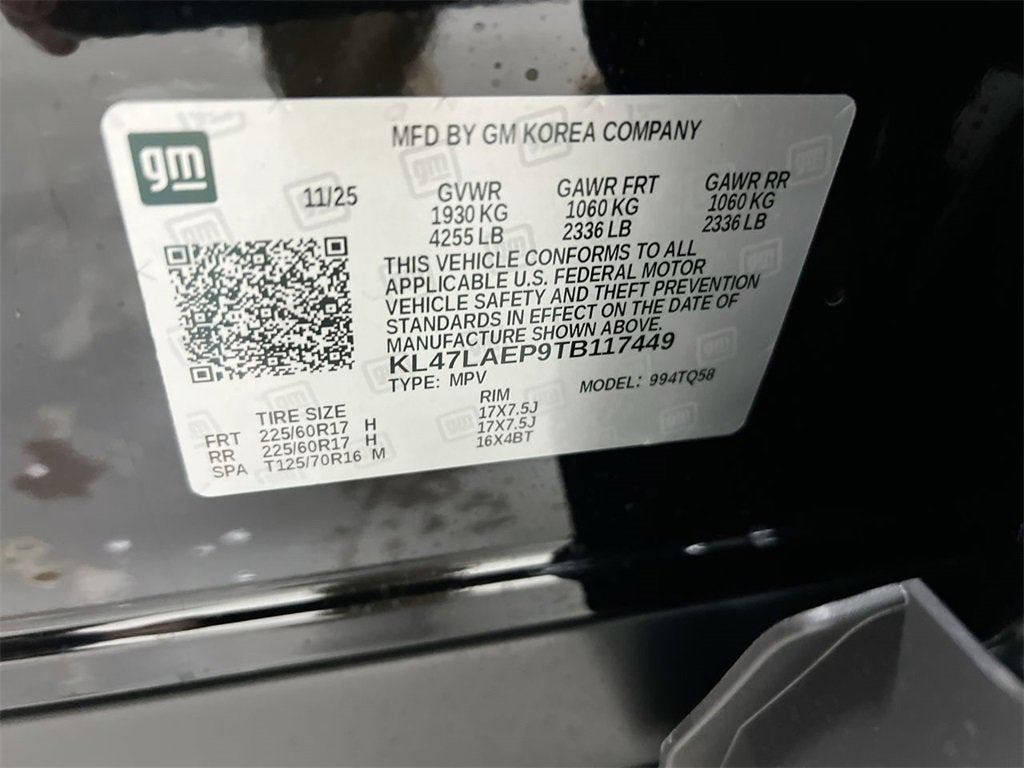 gm
MFD BY GM KOREA COMPANY
11/25
GVWR GAWR FRT GAWR RR
1930 KG 1060 KG 1060 KG
4255 LB 2336 LB 2336 LB
THIS VEHICLE CONFORMS TO ALL
APPLICABLE U.S. FEDERAL MOTOR
VEHICLE SAFETY AND THEFT PREVENTION
STANDARDS IN EFFECT ON THE DATE OF
MANUFACTURE SHOWN ABOVE.
KL47LAEP9TB117449
TYPE: MPV MODEL: 994TQ58
TIRE SIZE RIM
FRT 225/60R17 H 17X7.5J
RR 225/60R17 H 17X7.5J
SPA T125/70R16 M 16X4BT